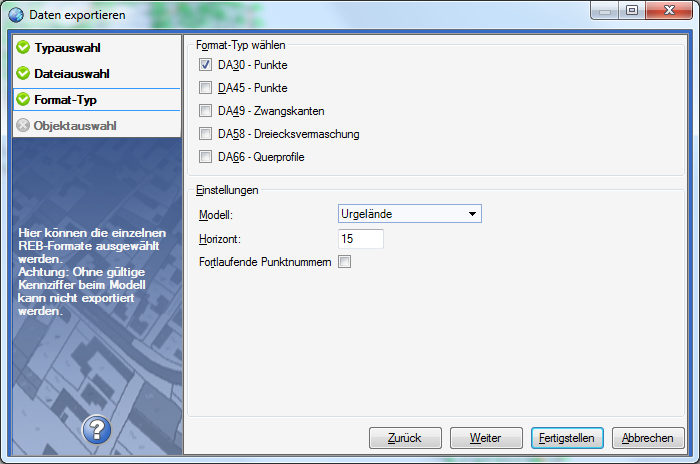 Daten exportieren
Typauswahl
Dateiauswahl
Format-Typ
Objektauswahl
Hier können die einzelnen
REB-Formate ausgewählt
werden.
Achtung: Ohne gültige
Kennziffer beim Modell
kann nicht exportiert
werden.
?
Format-Typ wählen
DA30 - Punkte
DA45 - Punkte
DA49 - Zwangskanten
DA58 - Dreiecksvermaschung
DA66 - Querprofile
Einstellungen
Modell: Urgelände
Horizont: 15
Fortlaufende Punktnummern
Zurück Weiter Fertigstellen Abbrechen